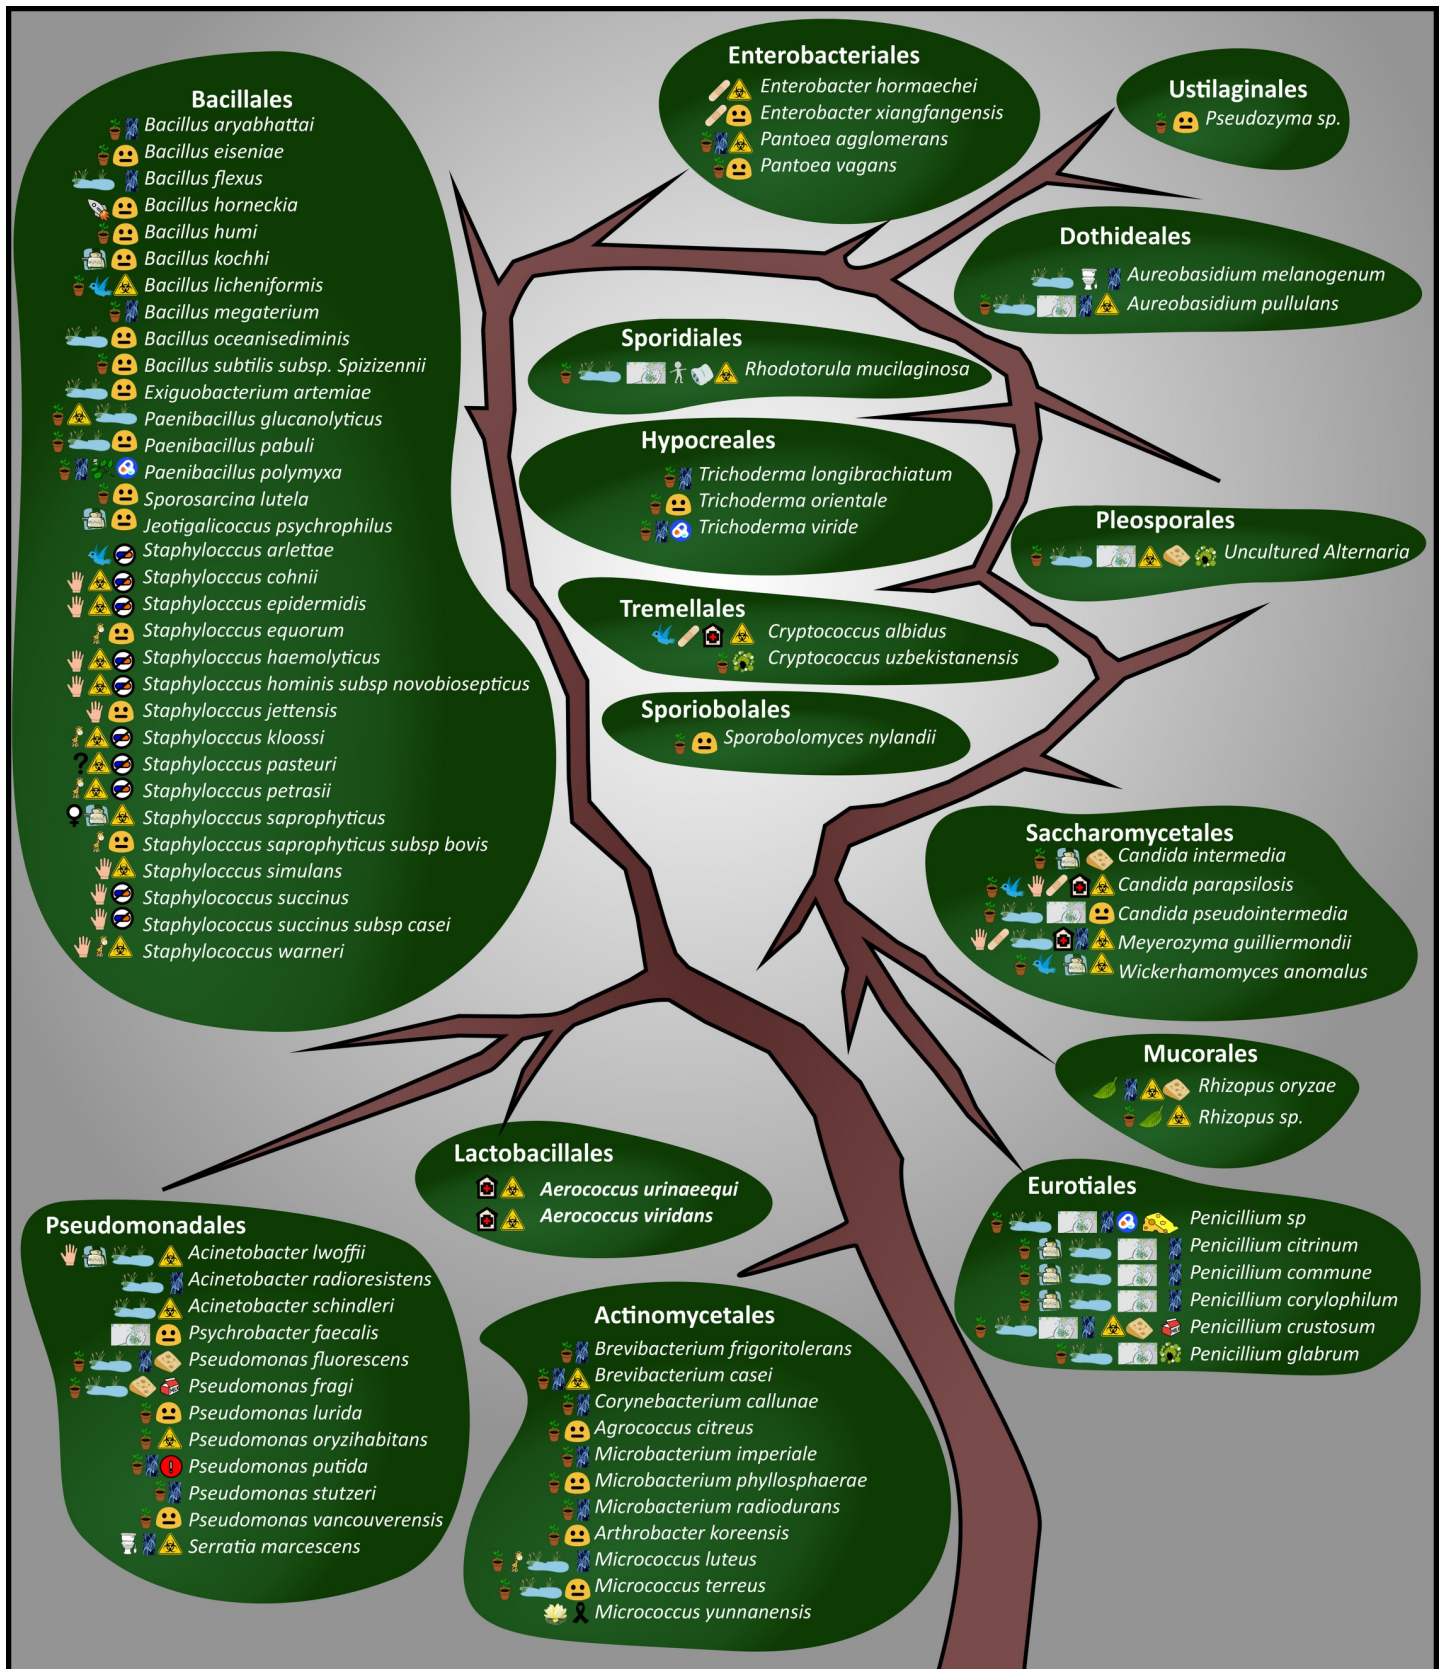 Bacillales
Bacillus aryabhattai
Bacillus eiseniae
Bacillus flexus
Bacillus horneckia
Bacillus humi
Bacillus kochhi
Bacillus licheniformis
Bacillus megaterium
Bacillus oceanisediminis
Bacillus subtilis subsp. Spizizennii
Exiguobacterium artemiae
Paenibacillus glucanolyticus
Paenibacillus pabuli
Paenibacillus polymyxa
Sporosarcina lutela
Jeotigalicoccus psychrophilus
Staphylocccus arlettae
Staphylocccus cohnii
Staphylocccus epidermidis
Staphylocccus equorum
Staphylocccus haemolyticus
Staphylocccus hominis subsp novobiosepticus
Staphylocccus jettensis
Staphylocccus kloossi
? Staphylocccus pasteuri
Staphylocccus petrasii
Staphylocccus saprophyticus
Staphylocccus saprophyticus subsp bovis
Staphylocccus simulans
Staphylococcus succinus
Staphylococcus succinus subsp casei
Staphylococcus warneri
Enterobacteriales
Enterobacter hormaechei
Enterobacter xiangfangensis
Pantoea agglomerans
Pantoea vagans
Ustilaginales
Pseudozyma sp.
Dothideales
Aureobasidium melanogenum
Aureobasidium pullulans
Sporidiales
Rhodotorula mucilaginosa
Hypocreales
Trichoderma longibrachiatum
Trichoderma orientale
Trichoderma viride
Pleosporales
Uncultured Alternaria
Tremellales
Cryptococcus albidus
Cryptococcus uzbekistanensis
Sporiobolales
Sporobolomyces nylandii
Saccharomycetales
Candida intermedia
Candida parapsilosis
Candida pseudointermedia
Meyerozyma guilliermondii
Wickerhamomyces anomalus
Mucorales
Rhizopus oryzae
Rhizopus sp.
Lactobacillales
Aerococcus urinaeequi
Aerococcus viridans
Eurotiales
Penicillium sp
Penicillium citrinum
Penicillium commune
Penicillium corylophilum
Penicillium crustosum
Penicillium glabrum
Pseudomonadales
Acinetobacter lwoffii
Acinetobacter radioresistens
Acinetobacter schindleri
Psychrobacter faecalis
Pseudomonas fluorescens
Pseudomonas fragi
Pseudomonas lurida
Pseudomonas oryzihabitans
Pseudomonas putida
Pseudomonas stutzeri
Pseudomonas vancouverensis
Serratia marcescens
Actinomycetales
Brevibacterium frigoritolerans
Brevibacterium casei
Corynebacterium callunae
Agrococcus citreus
Microbacterium imperiale
Microbacterium phyllosphaerae
Microbacterium radiodurans
Arthrobacter koreensis
Micrococcus luteus
Micrococcus terreus
Micrococcus yunnanensis